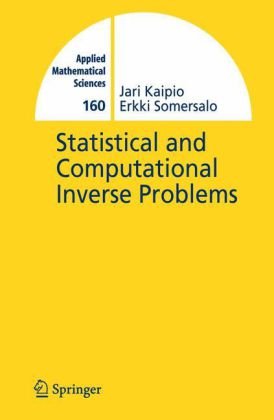 Applied
Mathematical
Sciences
160
Jari Kaipio
Erkki Somersalo
Statistical and
Computational
Inverse Problems
Springer